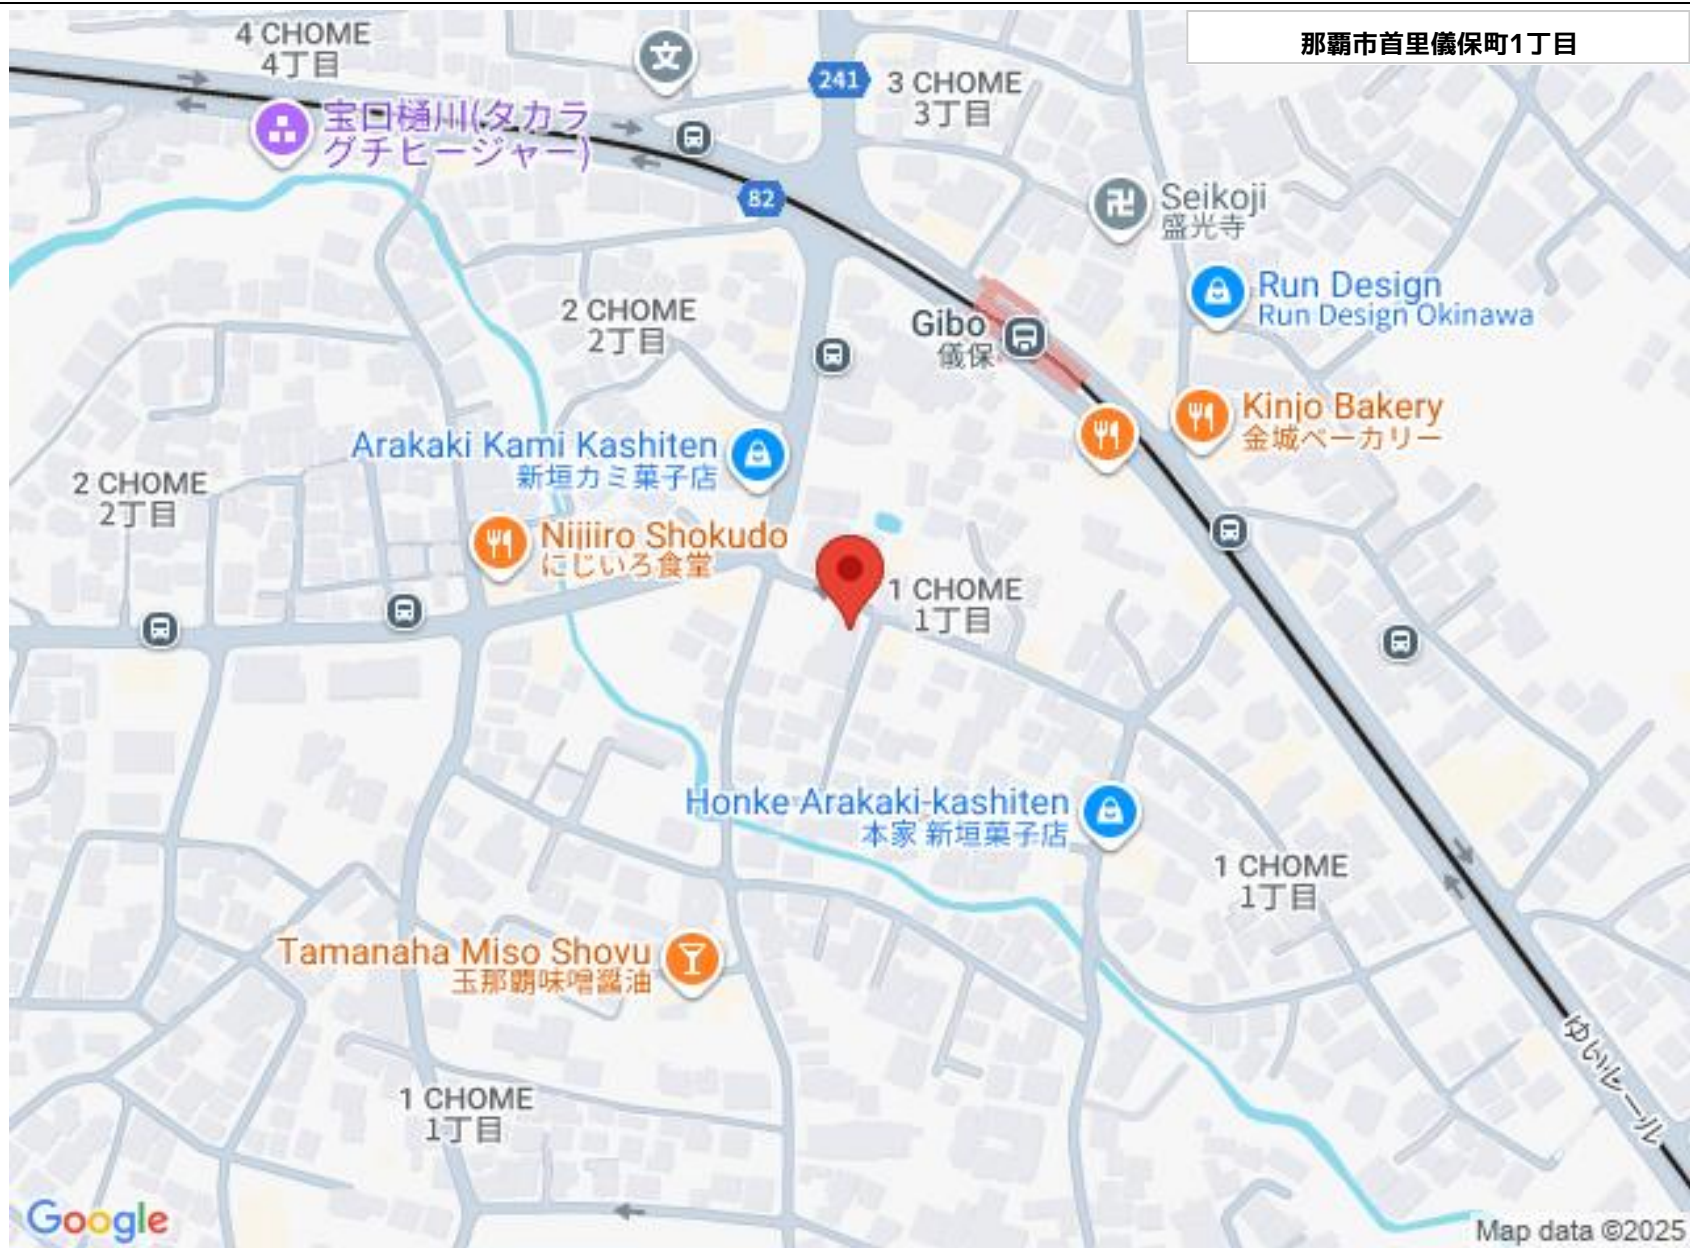 那覇市首里儀保町1丁目
4 CHOME
4丁目
文
241
3 CHOME
3丁目
宝口樋川(タカラ
グチヒージャー)
82
卍
Seikoji
盛光寺
Run Design
Run Design Okinawa
2 CHOME
2丁目
Gibo
儀保
Kinjo Bakery
金城ベーカリー
Arakaki Kami Kashiten
新垣カミ菓子店
2 CHOME
2丁目
Nijiiro Shokudo
にじいろ食堂
1 CHOME
1丁目
Honke Arakaki-kashiten
本家 新垣菓子店
1 CHOME
1丁目
Tamanaha Miso Shoyu
玉那覇味噌醤油
ゆいレール
1 CHOME
1丁目
Google
Map data ©2025